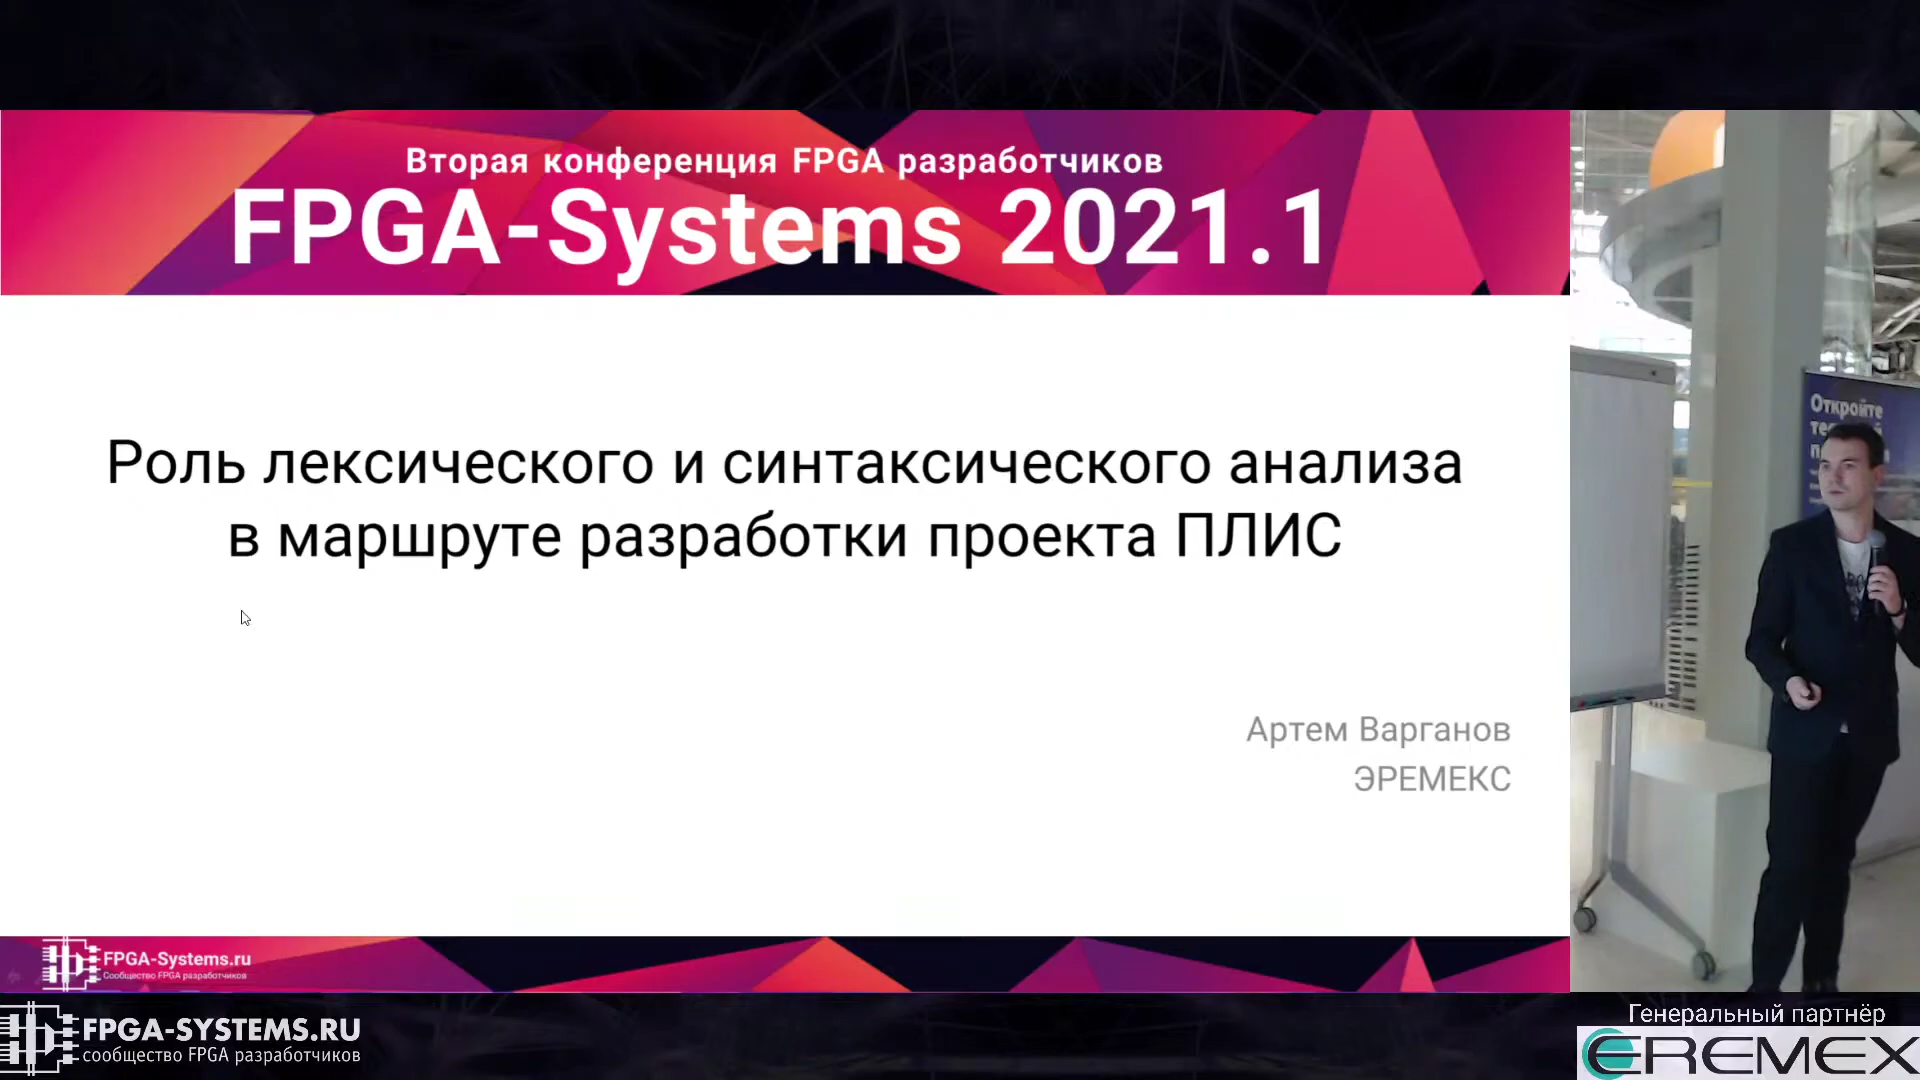 Вторая конференция FPGA разработчиков
FPGA-Systems 2021.1
Роль лексического и синтаксического анализа
в маршруте разработки проекта ПЛИС
Артем Варганов
ЭРЕМЕКС
Откройте
FPGA-Systems.ru
Сообщество FPGA разработчиков
FPGA-SYSTEMS.RU
сообщество FPGA разработчиков
Генеральный партнёр
EREMEX